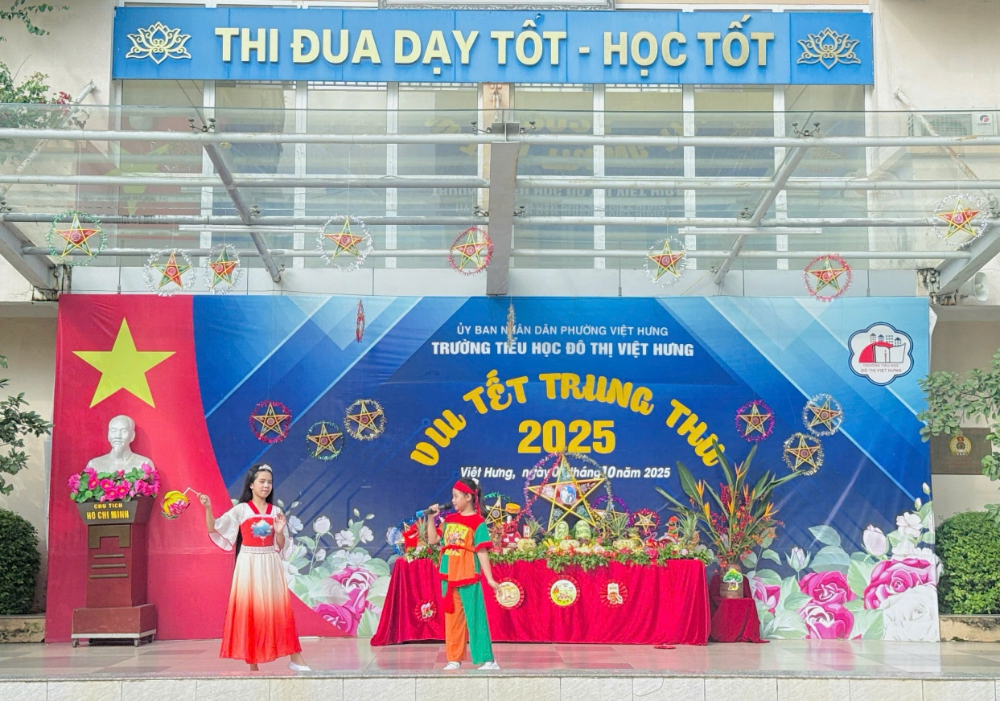 THI ĐUA DẠY TỐT - HỌC TỐT
ỦY BAN NHÂN DÂN PHƯỜNG VIỆT HƯNG
TRƯỜNG TIỂU HỌC ĐÔ THỊ VIỆT HƯNG
TRƯỜNG TIỂU HỌC
ĐÔ THỊ VIỆT HƯNG
VUI TẾT TRUNG THU
2025
Việt Hưng, ngày tháng 10 năm 2025
CHỦ TỊCH
HỒ CHÍ MINH